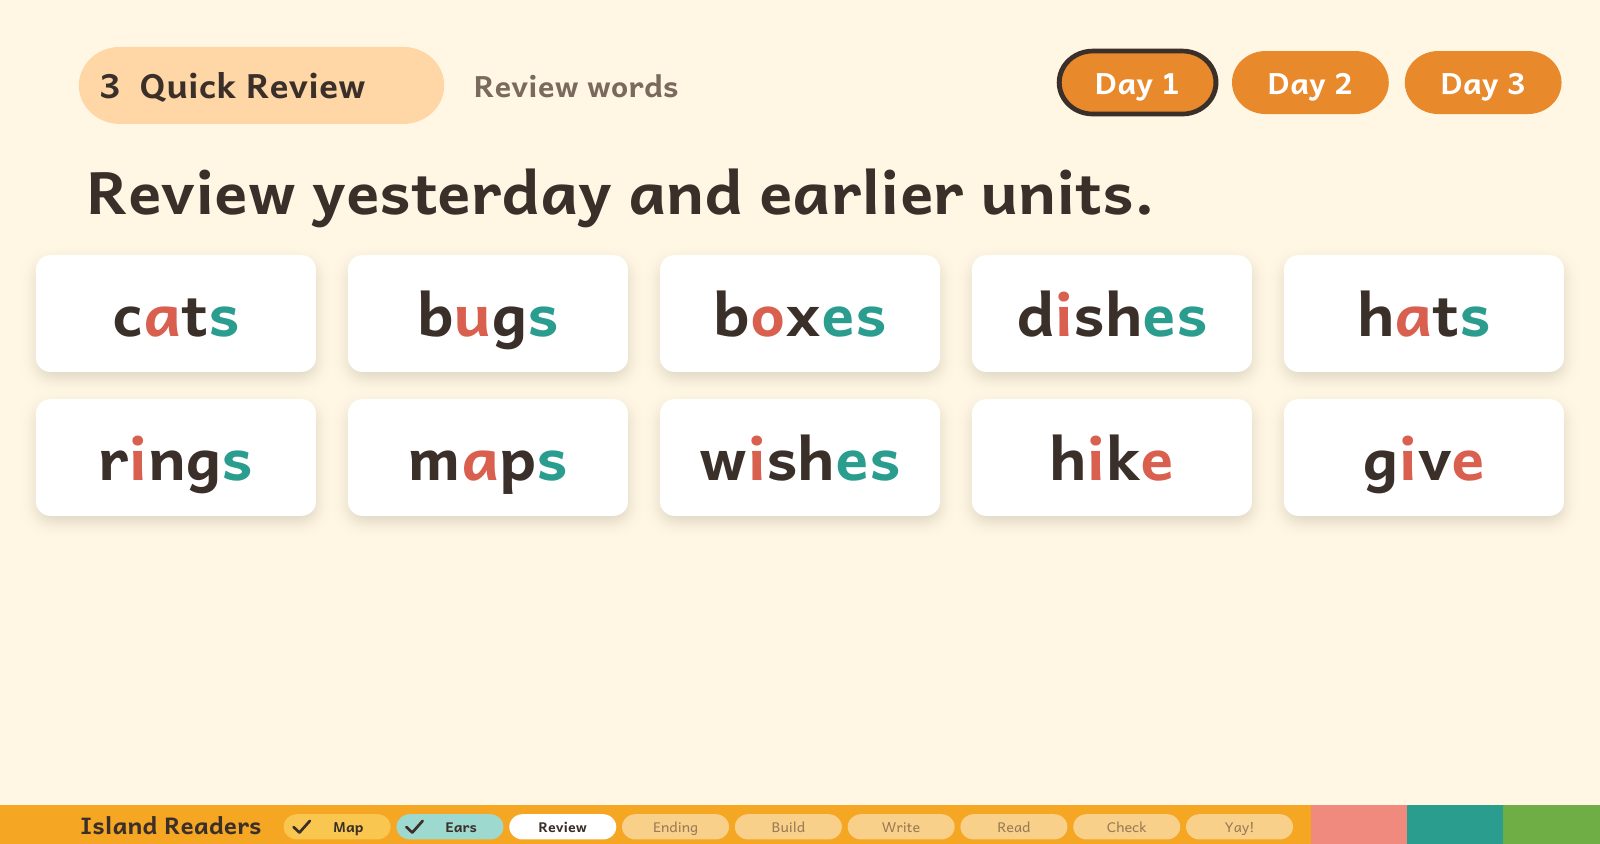 3 Quick Review
Review words
Day 1
Day 2
Day 3
Review yesterday and earlier units.
cats
bugs
boxes
dishes
hats
rings
maps
wishes
hike
give
Island Readers
Map
Ears
Review
Ending
Build
Write
Read
Check
Yay!